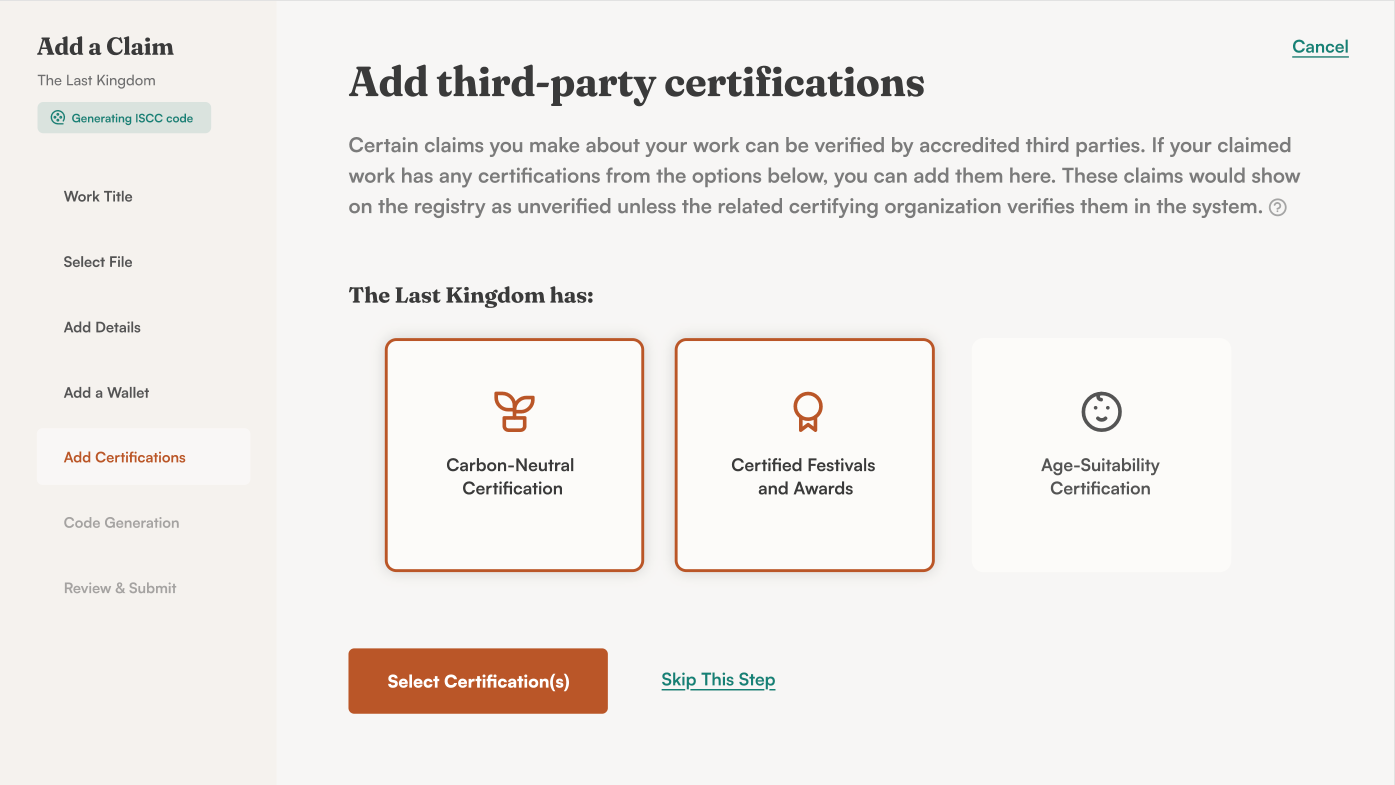 Add a Claim
The Last Kingdom
Generating ISCC code
Work Title
Select File
Add Details
Add a Wallet
Add Certifications
Code Generation
Review & Submit
Cancel
Add third-party certifications
Certain claims you make about your work can be verified by accredited third parties. If your claimed
work has any certifications from the options below, you can add them here. These claims would show
on the registry as unverified unless the related certifying organization verifies them in the system. ?
The Last Kingdom has:
Carbon-Neutral
Certification
Certified Festivals
and Awards
Age-Suitability
Certification
Select Certification(s)
Skip This Step